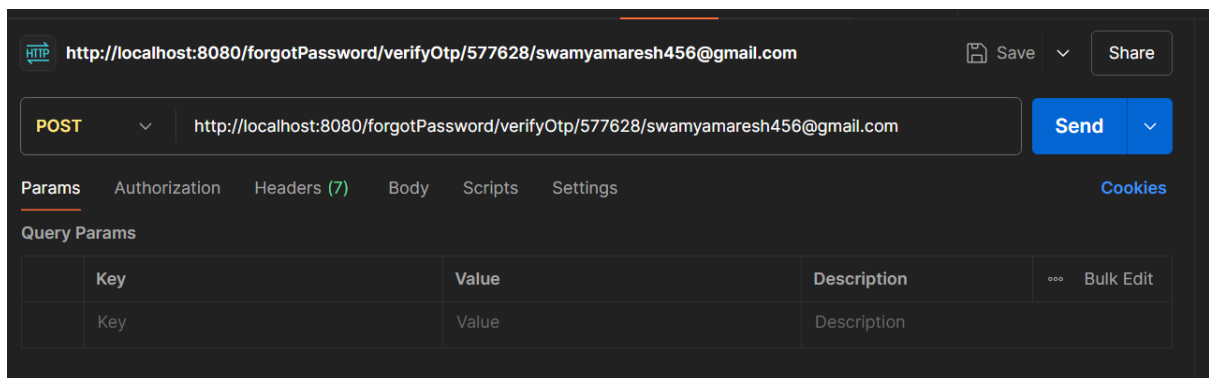 HTTP http://localhost:8080/forgotPassword/verifyOtp/577628/swamyamaresh456@gmail.com Save Share
POST http://localhost:8080/forgotPassword/verifyOtp/577628/swamyamaresh456@gmail.com Send
Params Authorization Headers (7) Body Scripts Settings Cookies
Query Params
Key Value Description Bulk Edit
Key Value Description